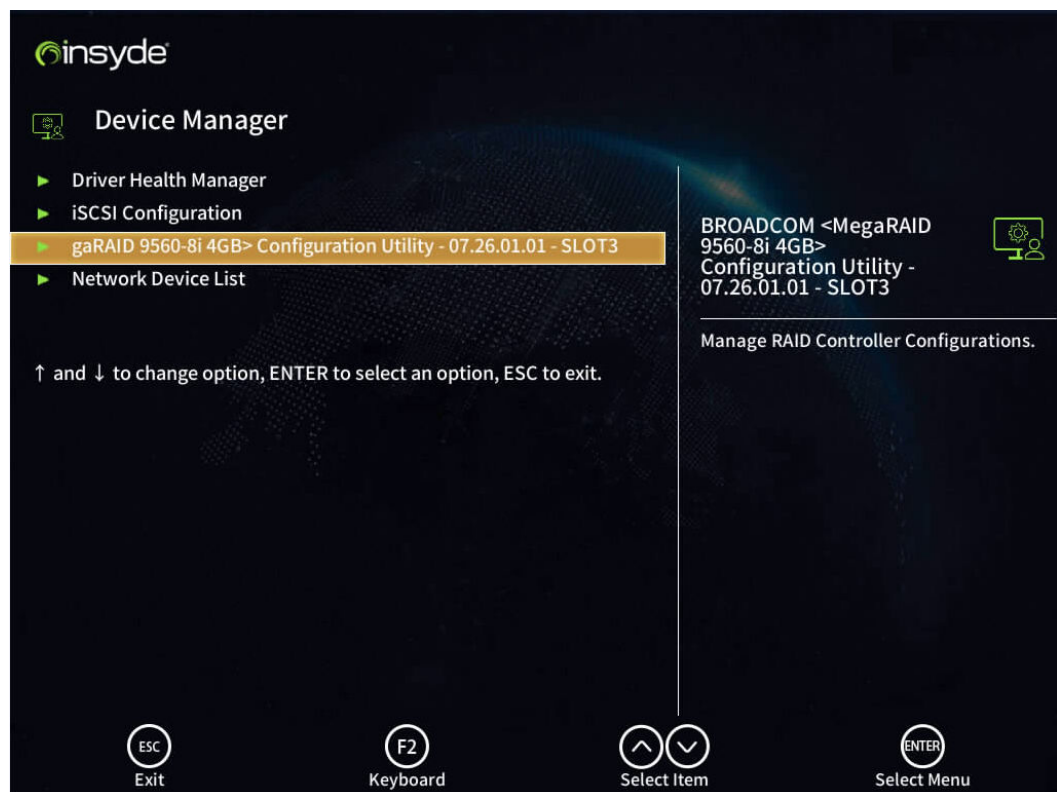 insyde
Device Manager
Driver Health Manager
iSCSI Configuration
gaRAID 9560-8i 4GB> Configuration Utility - 07.26.01.01 - SLOT3
Network Device List
↑ and ↓ to change option, ENTER to select an option, ESC to exit.
BROADCOM <MegaRAID
9560-8i 4GB>
Configuration Utility -
07.26.01.01 - SLOT3
Manage RAID Controller Configurations.
ESC
Exit
F2
Keyboard
Select Item
ENTER
Select Menu